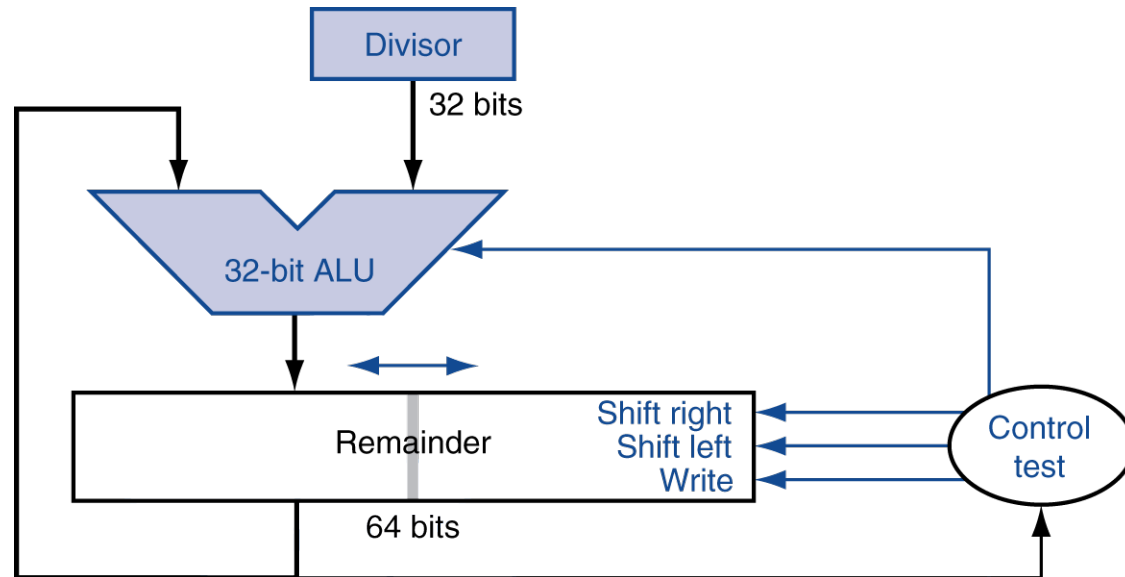 Divisor
32 bits
32-bit ALU
Remainder
Shift right
Shift left
Write
64 bits
Control
test